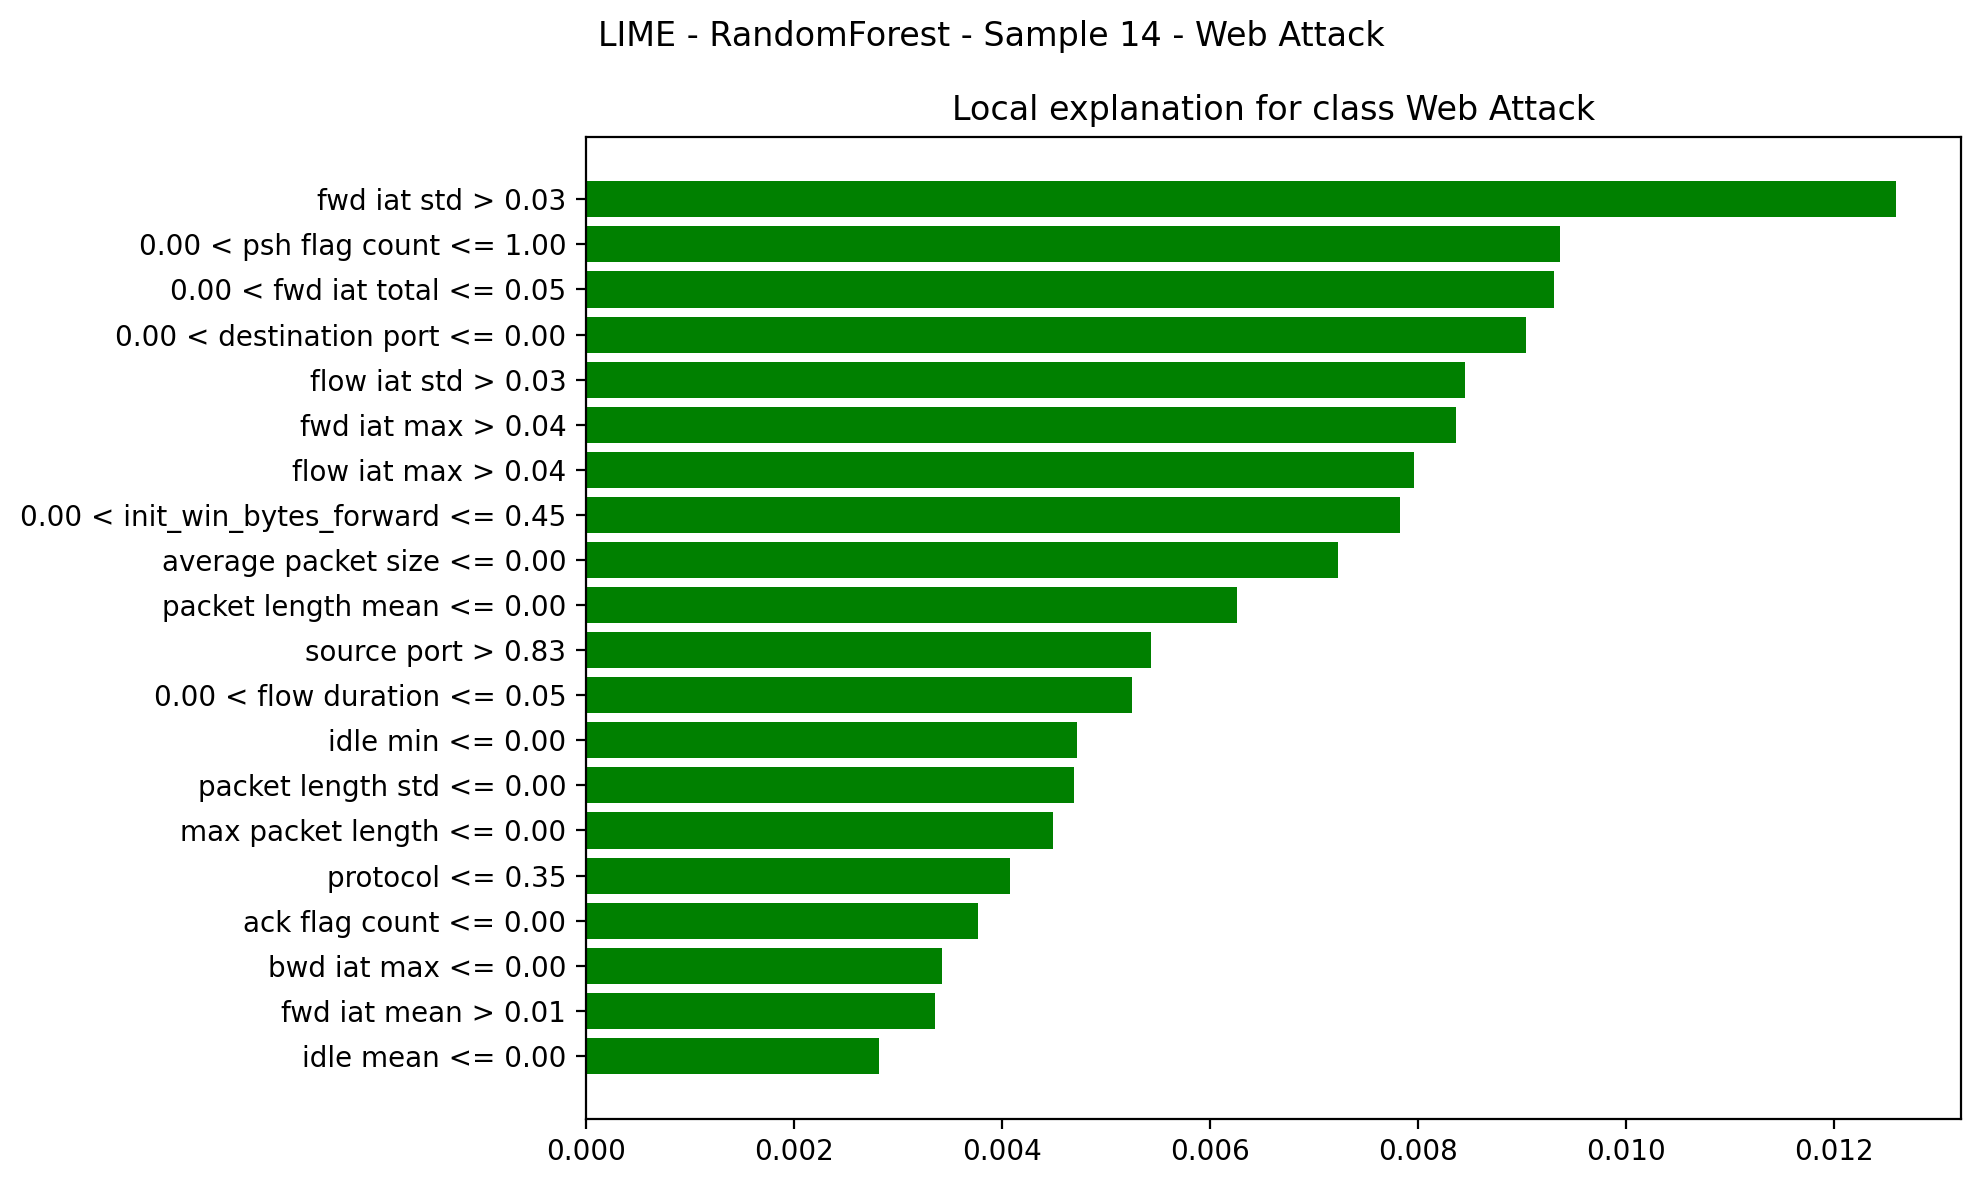 LIME - RandomForest - Sample 14 - Web Attack
Local explanation for class Web Attack
fwd iat std > 0.03
0.00 < psh flag count <= 1.00
0.00 < fwd iat total <= 0.05
0.00 < destination port <= 0.00
flow iat std > 0.03
fwd iat max > 0.04
flow iat max > 0.04
0.00 < init_win_bytes_forward <= 0.45
average packet size <= 0.00
packet length mean <= 0.00
source port > 0.83
0.00 < flow duration <= 0.05
idle min <= 0.00
packet length std <= 0.00
max packet length <= 0.00
protocol <= 0.35
ack flag count <= 0.00
bwd iat max <= 0.00
fwd iat mean > 0.01
idle mean <= 0.00
0.000 0.002 0.004 0.006 0.008 0.010 0.012